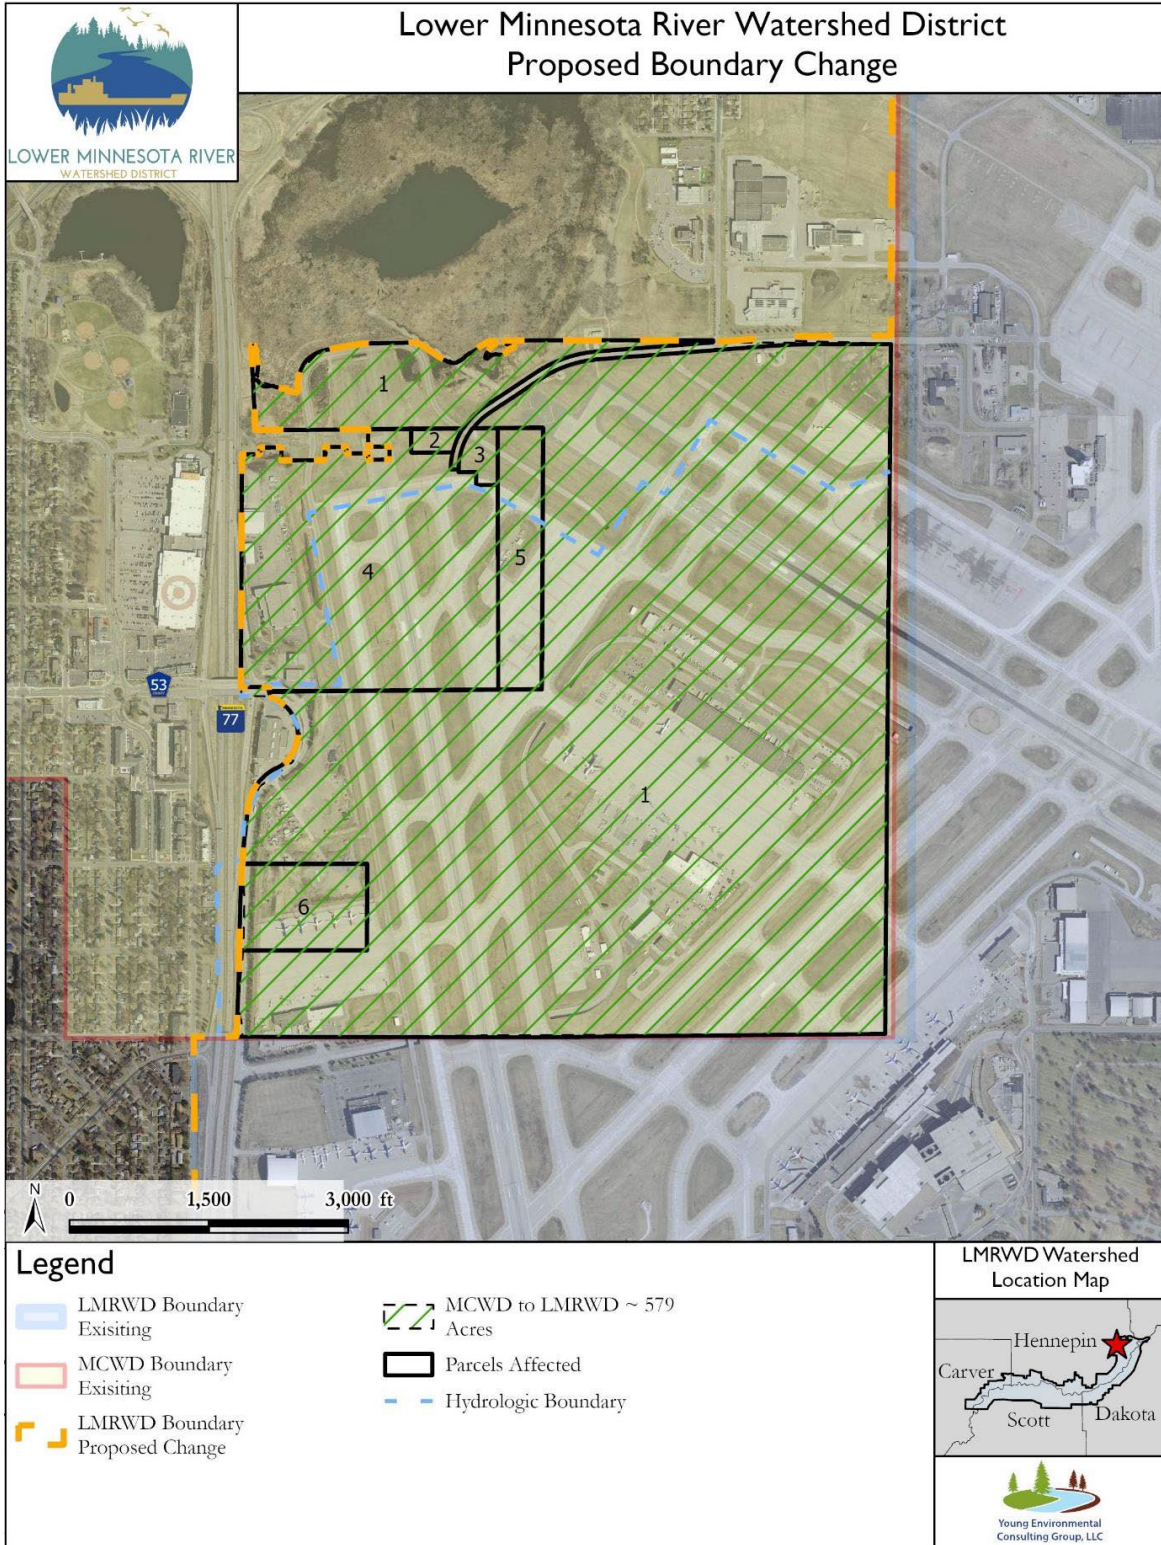 LOWER MINNESOTA RIVER
WATERSHED DISTRICT
Lower Minnesota River Watershed District
Proposed Boundary Change
1
2
3
4
5
53
77
1
6
N
0 1,500 3,000 ft
Legend
LMRWD Boundary
Exisiting
MCWD Boundary
Exisiting
LMRWD Boundary
Proposed Change
MCWD to LMRWD ~ 579
Acres
Parcels Affected
Hydrologic Boundary
LMRWD Watershed
Location Map
Hennepin
Carver
Scott
Dakota
Young Environmental
Consulting Group, LLC